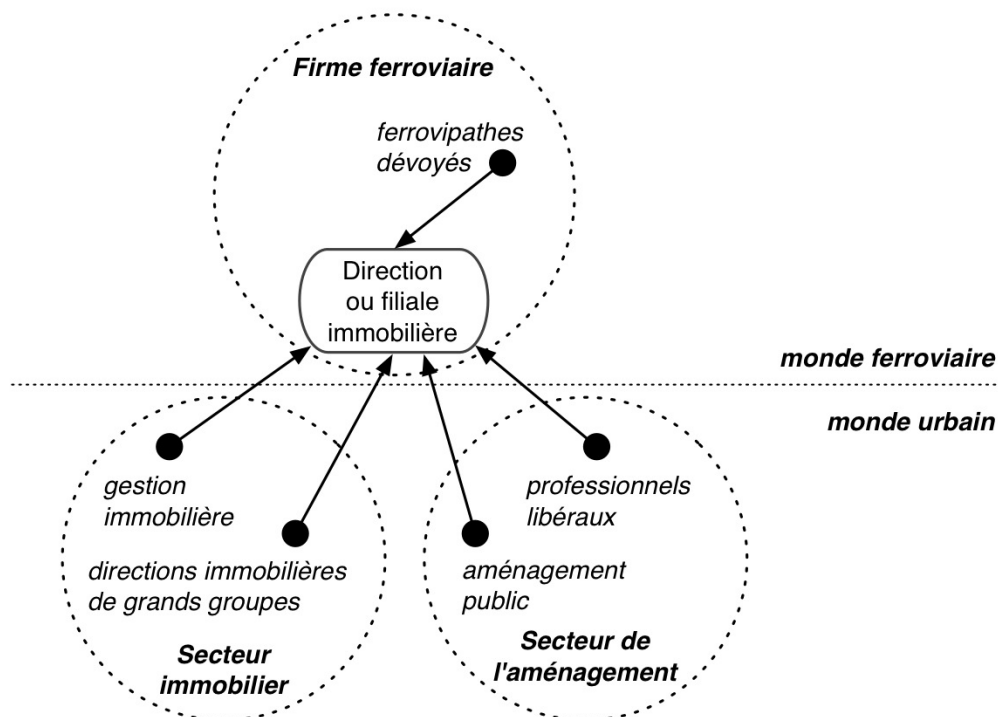 Firme ferroviaire
ferrovipathes
dévoyés
Direction
ou filiale
immobilière
monde ferroviaire
monde urbain
gestion
immobilière
directions immobilières
de grands groupes
Secteur
immobilier
professionnels
libéraux
aménagement
public
Secteur de
l'aménagement